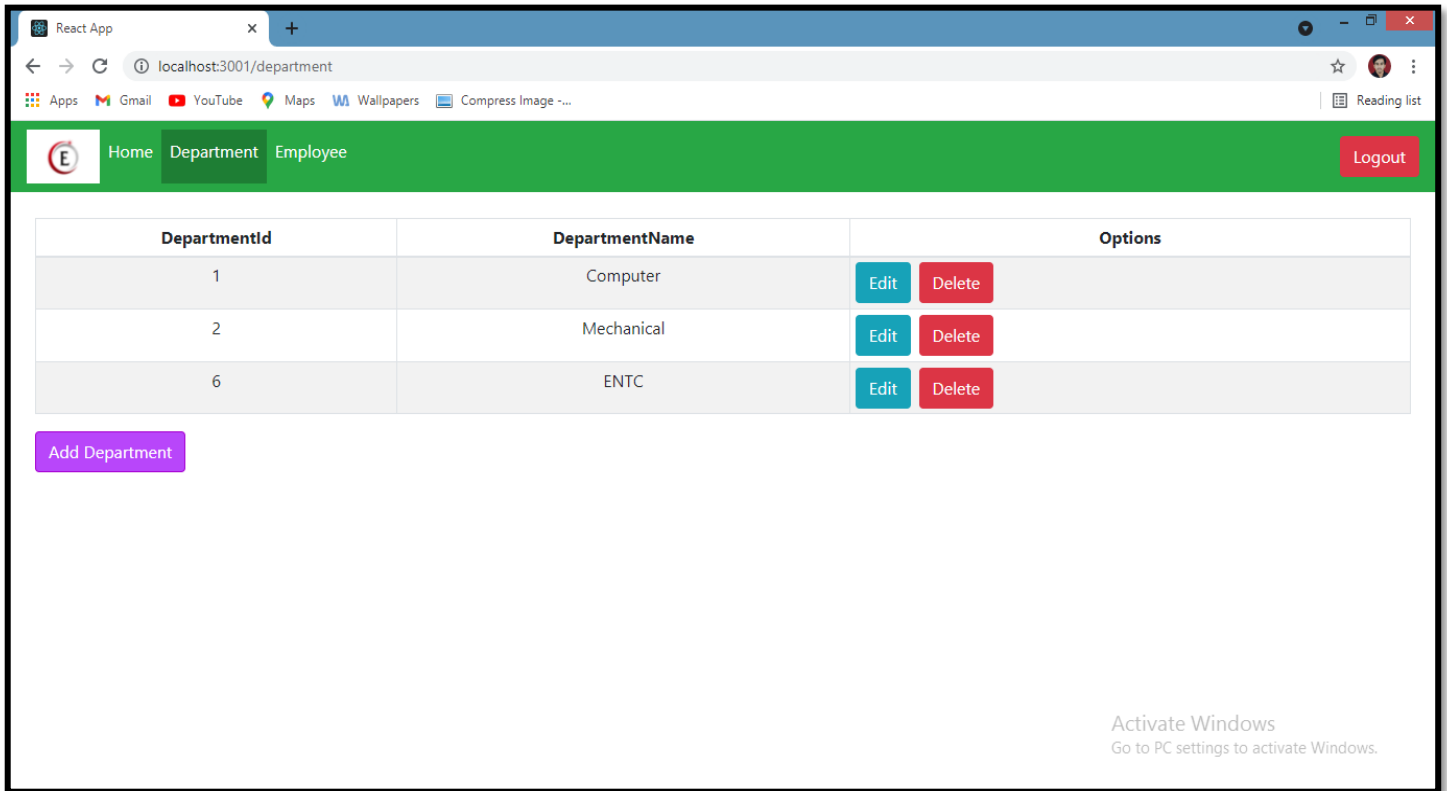 React App
localhost:3001/department
Apps Gmail YouTube Maps Wallpapers Compress Image -... Reading list
E Home Department Employee Logout
DepartmentId DepartmentName Options
1 Computer Edit Delete
2 Mechanical Edit Delete
6 ENTC Edit Delete
Add Department
Activate Windows
Go to PC settings to activate Windows.